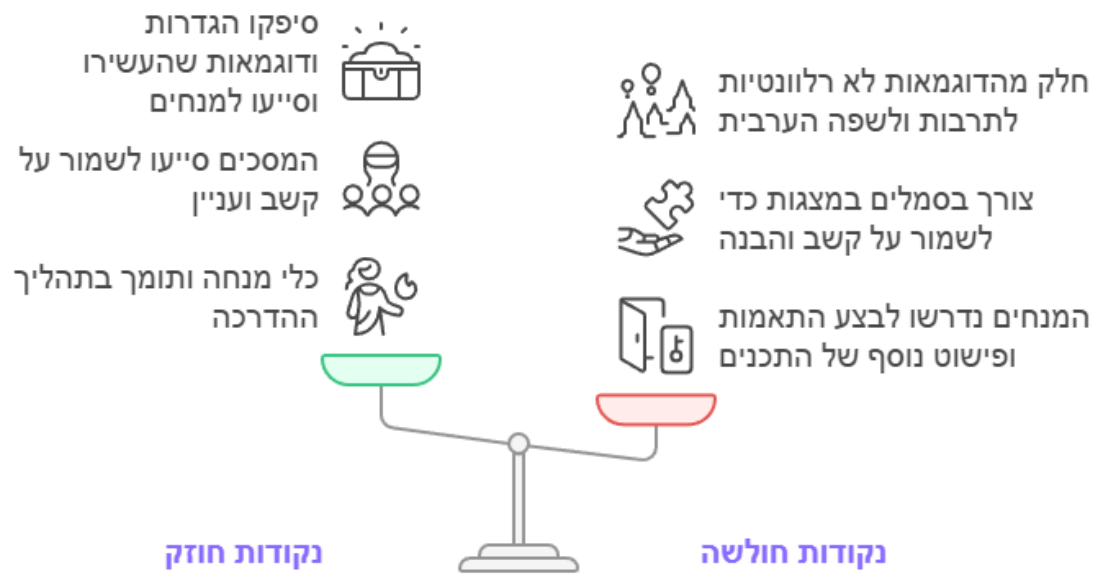 חלק מהדוגמאות לא רלוונטיות
לתרבות ולשפה הערבית
צורך בסמלים במצגות כדי
לשמור על קשב והבנה
המנחים נדרשו לבצע התאמות
ופישוט נוסף של התכנים
נקודות חולשה
סיפקו הגדרות
ודוגמאות שהעשירו
וסייעו למנחים
המסכים סייעו לשמור על
קשב ועניין
כלי מנחה ותומך בתהליך
ההדרכה
נקודות חוזק